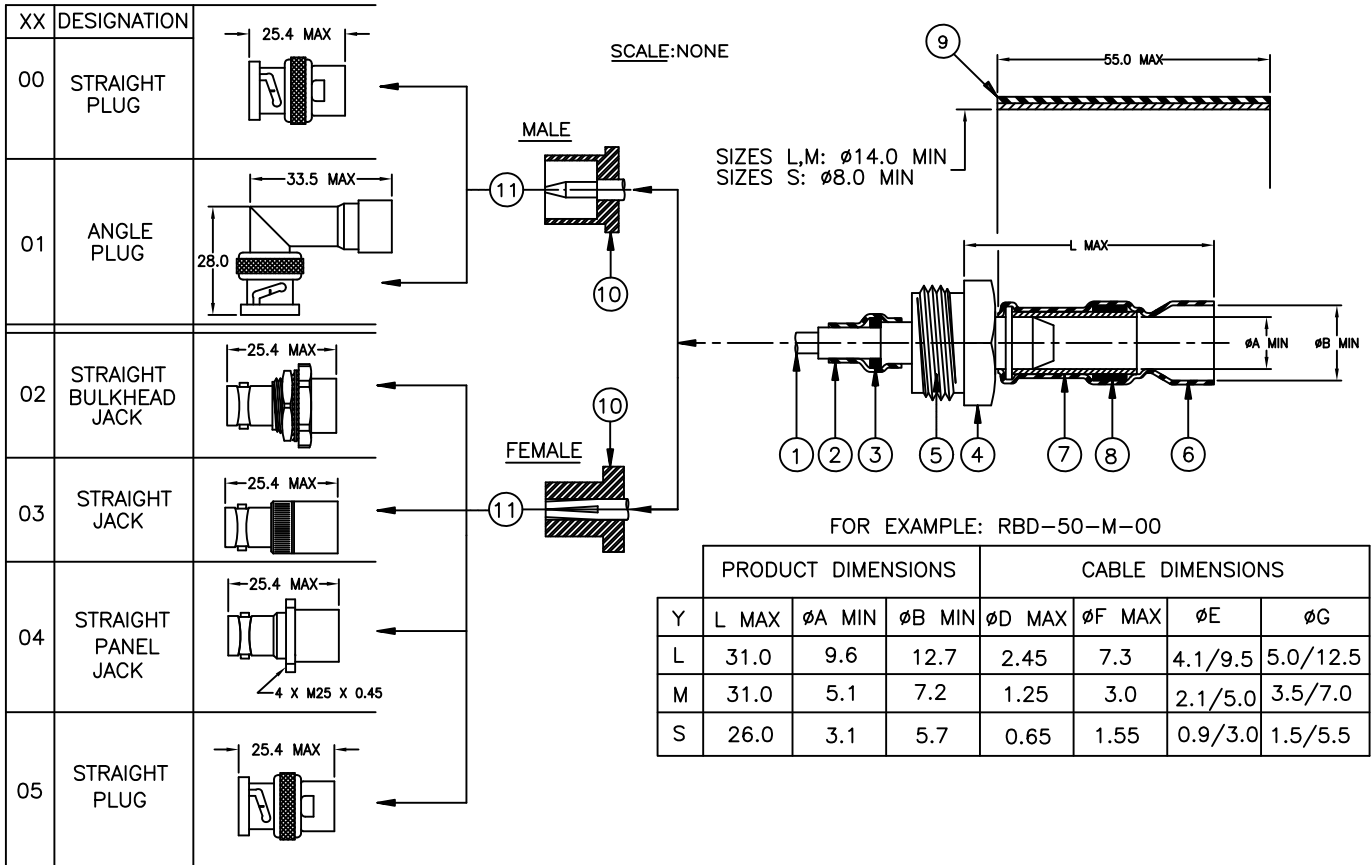 XX DESIGNATION
00 STRAIGHT
PLUG
25.4 MAX
01 ANGLE
PLUG
33.5 MAX
28.0
02 STRAIGHT
BULKHEAD
JACK
25.4 MAX
03 STRAIGHT
JACK
25.4 MAX
04 STRAIGHT
PANEL
JACK
25.4 MAX
4 X M25 X 0.45
05 STRAIGHT
PLUG
25.4 MAX
SCALE:NONE
MALE
11
10
FEMALE
10
11
9
55.0 MAX
SIZES L,M: ø14.0 MIN
SIZES S: ø8.0 MIN
L MAX
øA MIN
øB MIN
1 2 3 5 4 7 8 6
FOR EXAMPLE: RBD-50-M-00
PRODUCT DIMENSIONS CABLE DIMENSIONS
Y L MAX øA MIN øB MIN øD MAX øF MAX øE øG
L 31.0 9.6 12.7 2.45 7.3 4.1/9.5 5.0/12.5
M 31.0 5.1 7.2 1.25 3.0 2.1/5.0 3.5/7.0
S 26.0 3.1 5.7 0.65 1.55 0.9/3.0 1.5/5.5